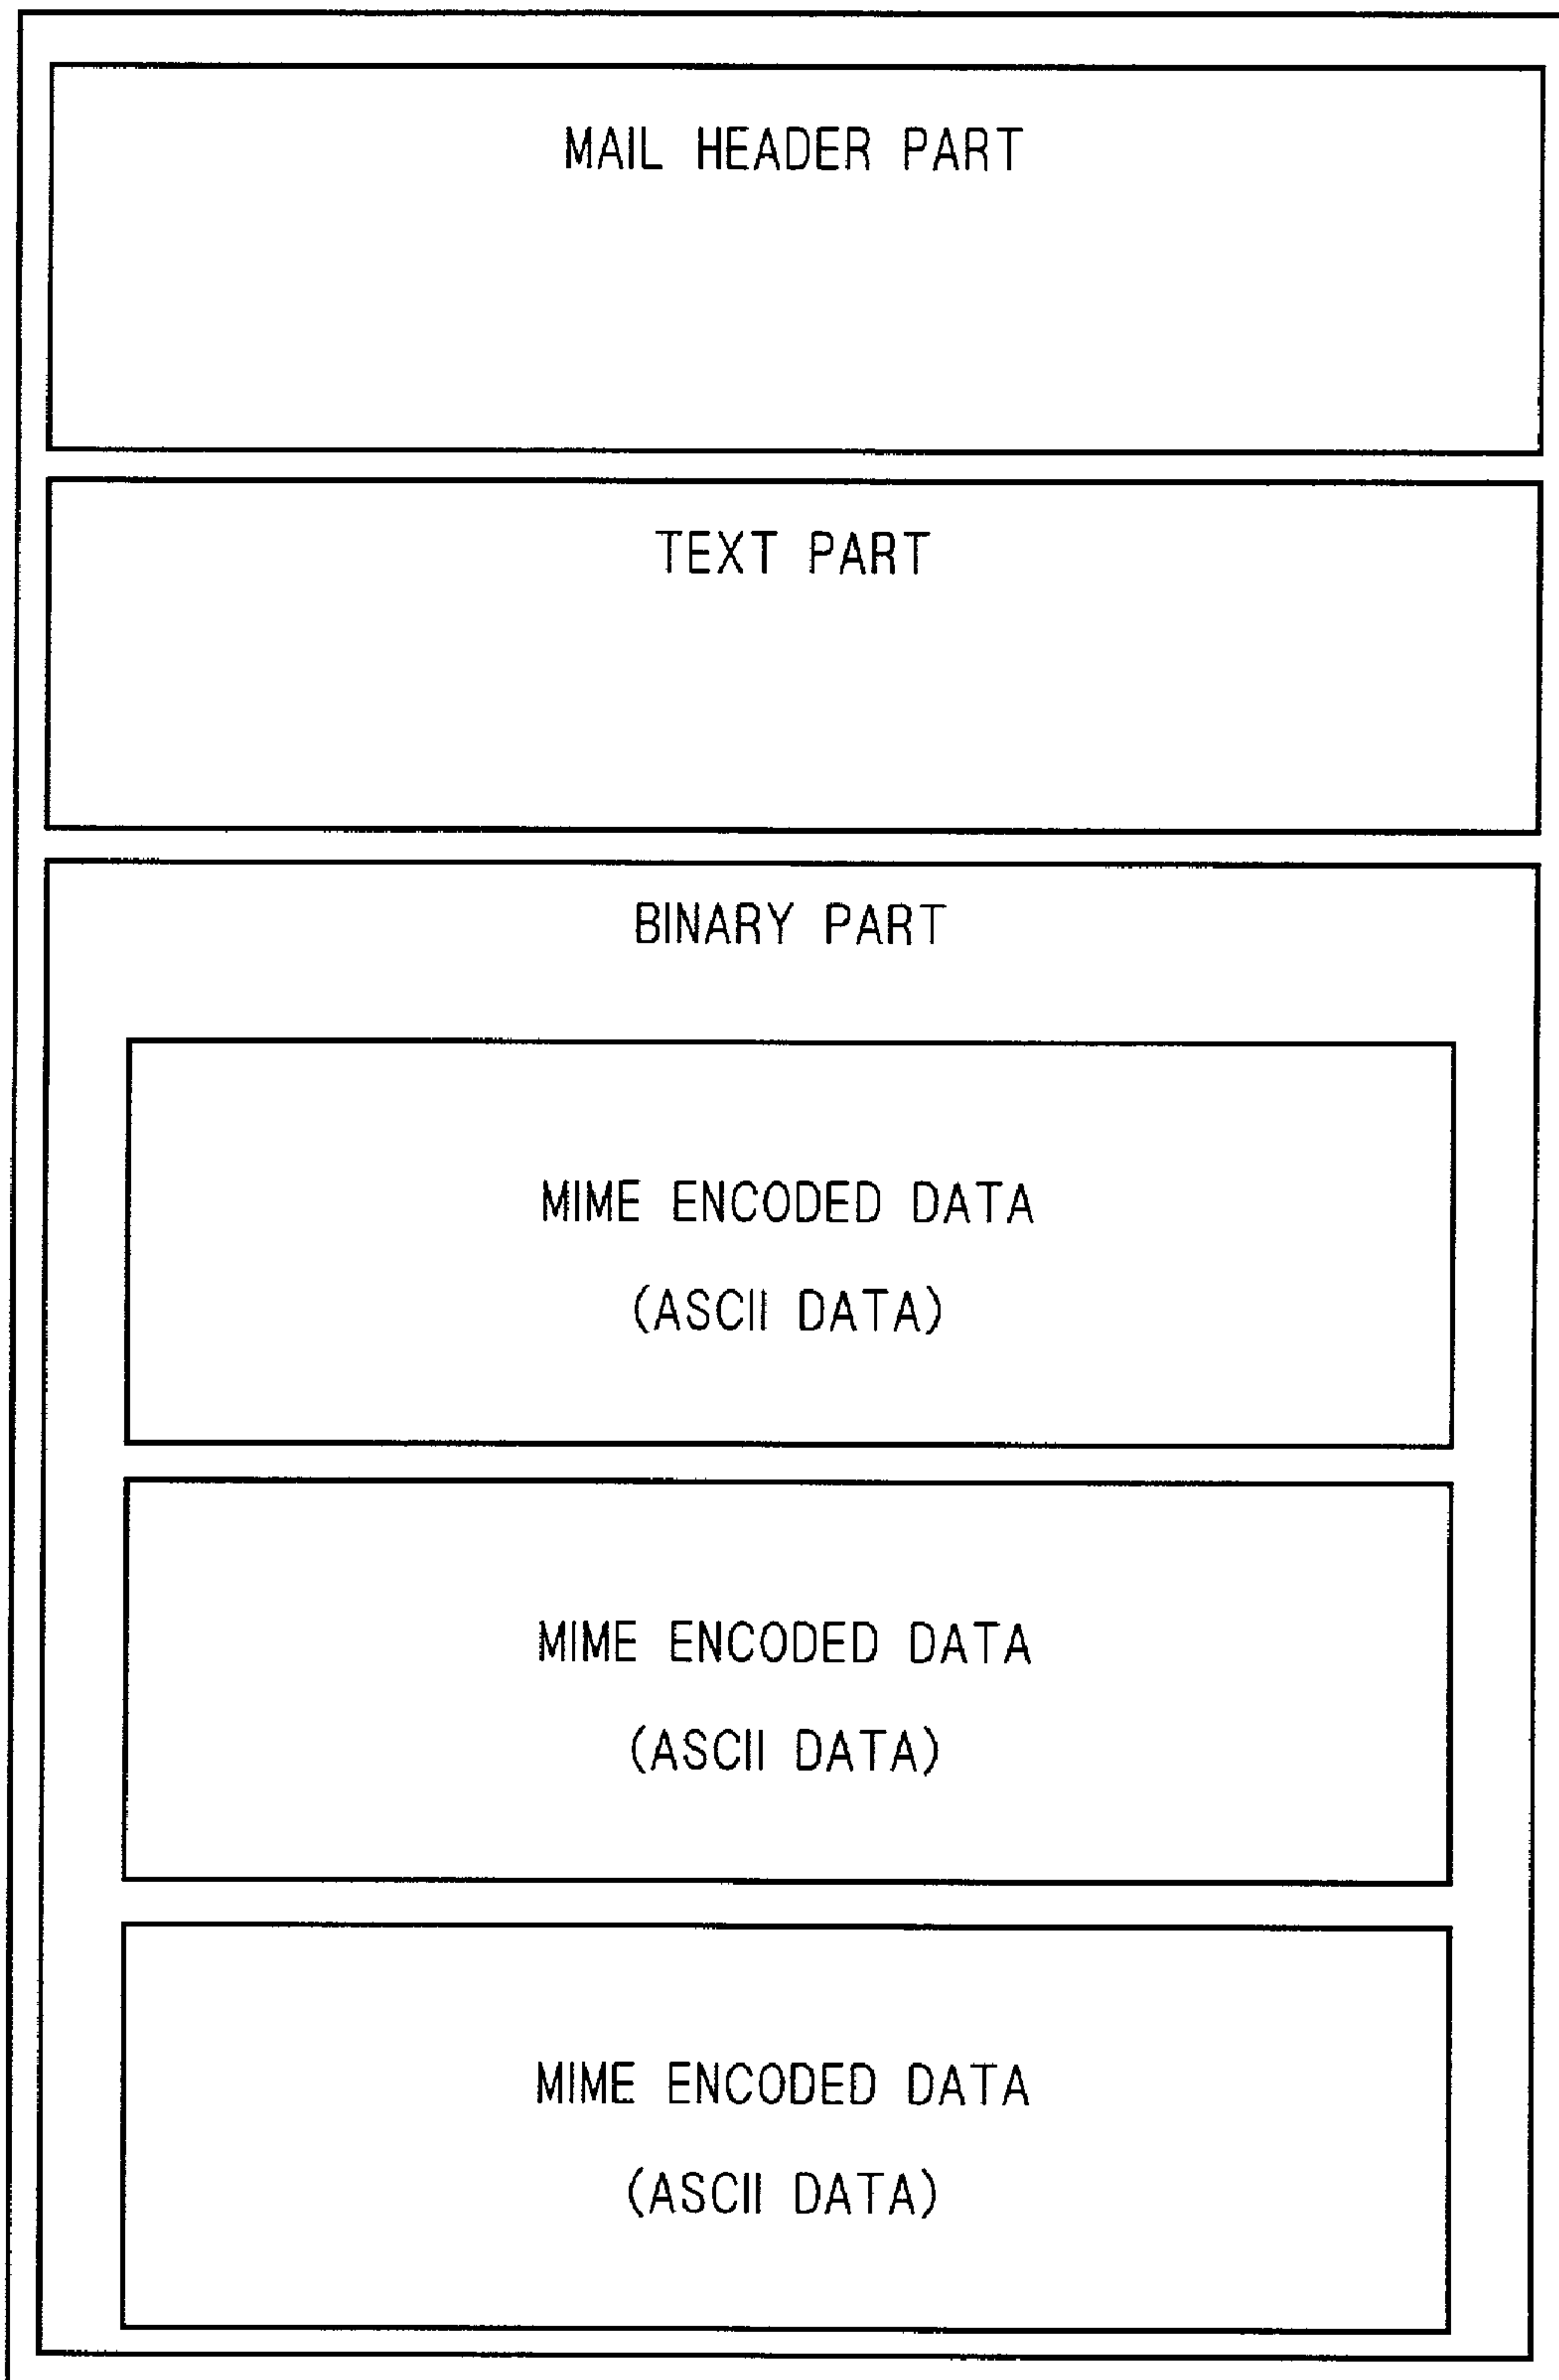 MAIL HEADER PART
TEXT PART
BINARY PART
MIME ENCODED DATA
(ASCII DATA)
MIME ENCODED DATA
(ASCII DATA)
MIME ENCODED DATA
(ASCII DATA)